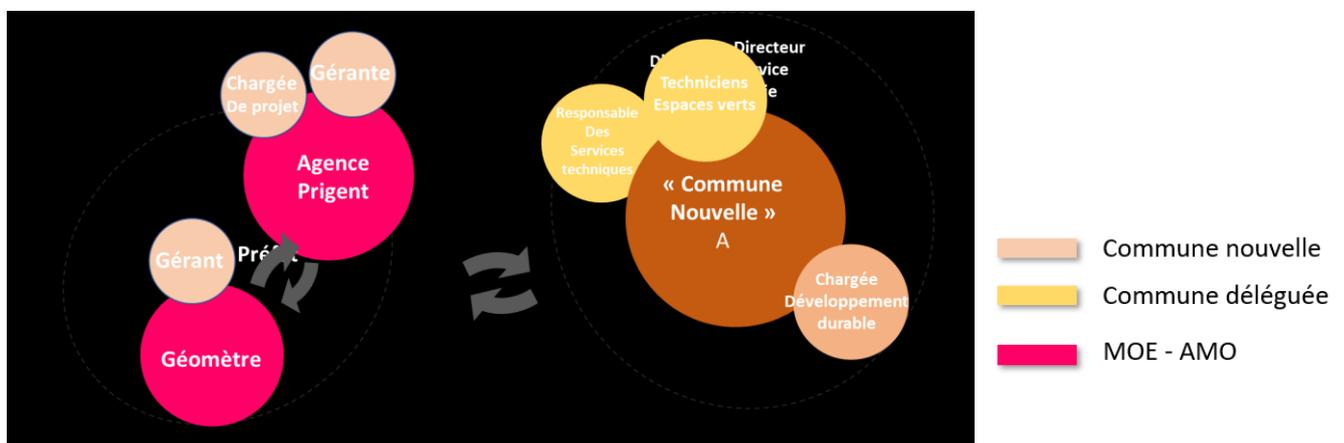 Chargée
De projet
Gérante
Agence
Prigent
Gérant
Géomètre
Directeur
Techniciens
Espaces verts
Responsable
Des
Services
techniques
« Commune
Nouvelle »
A
Chargée
Développement
durable
Commune nouvelle
Commune déléguée
MOE - AMO